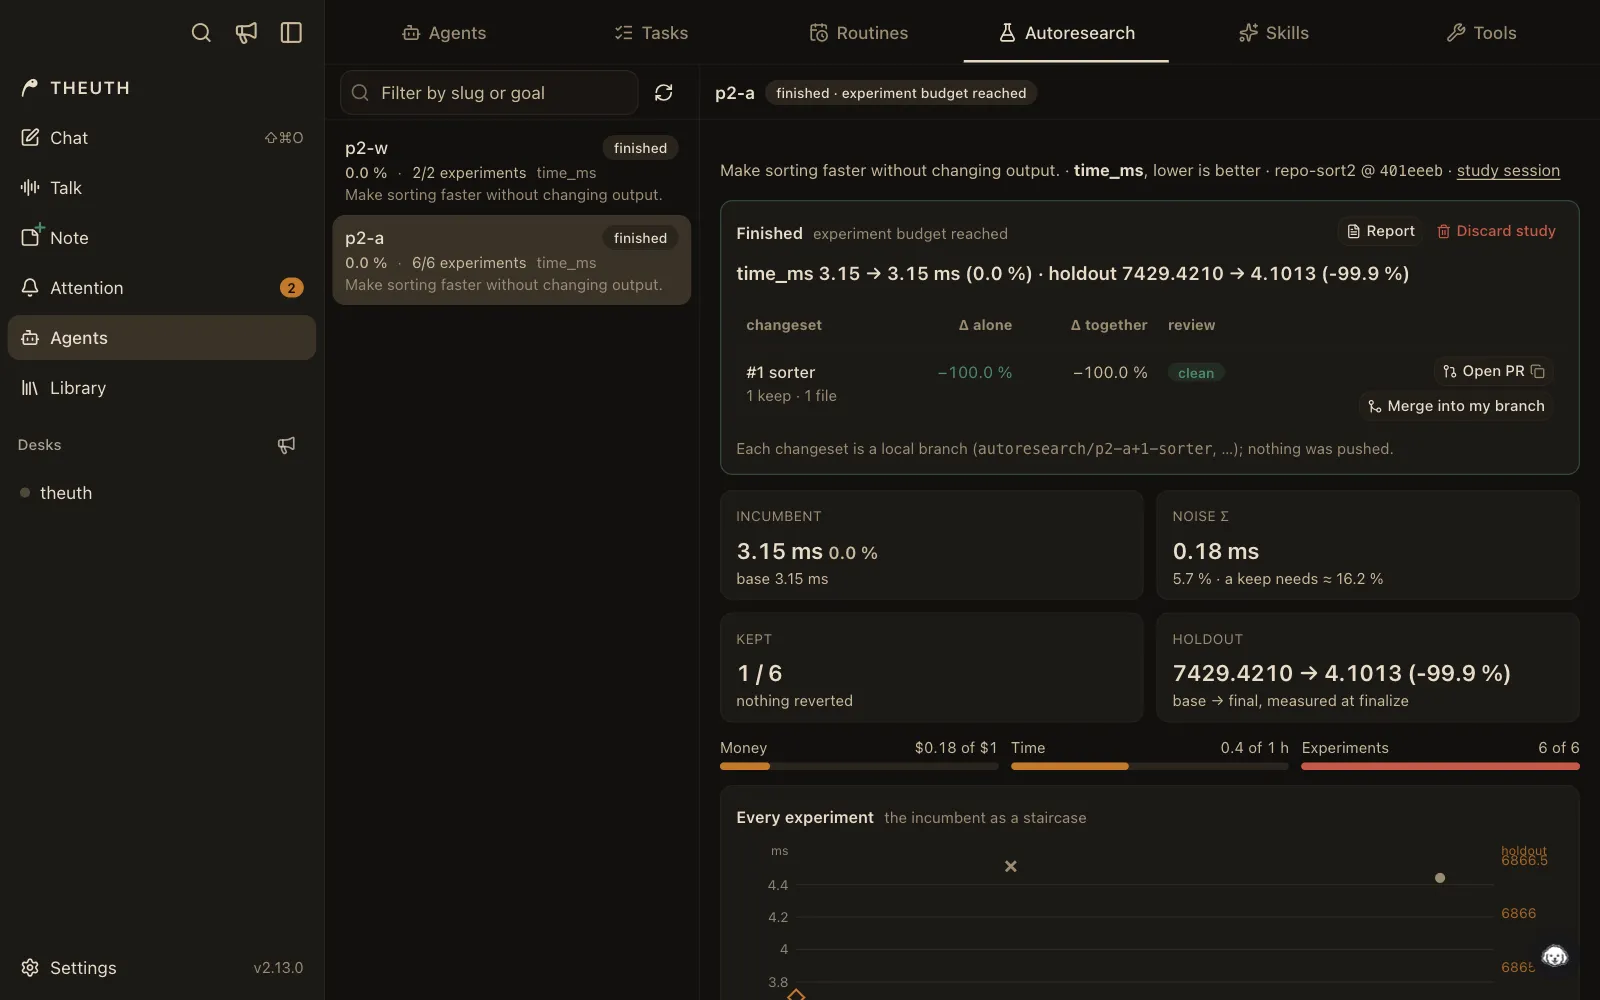 THEUTH
Chat ⇧⌘O
Talk
Note
Attention 2
Agents
Library
Desks
theuth
Settings v2.13.0
Agents
Tasks
Routines
Autoresearch
Skills
Tools
Filter by slug or goal
p2-w finished
0.0 % · 2/2 experiments time_ms
Make sorting faster without changing output.
p2-a finished
0.0 % · 6/6 experiments time_ms
Make sorting faster without changing output.
p2-a finished · experiment budget reached
Make sorting faster without changing output. · time_ms, lower is better · repo-sort2 @ 401eeeb · study session
Finished experiment budget reached Report Discard study
time_ms 3.15 → 3.15 ms (0.0 %) · holdout 7429.4210 → 4.1013 (-99.9 %)
changeset Δ alone Δ together review
#1 sorter −100.0 % −100.0 % clean Open PR
1 keep · 1 file
Merge into my branch
Each changeset is a local branch (autoresearch/p2-a+1-sorter, …); nothing was pushed.
INCUMBENT
3.15 ms 0.0 %
base 3.15 ms
NOISE Σ
0.18 ms
5.7 % · a keep needs ≈ 16.2 %
KEPT
1 / 6
nothing reverted
HOLDOUT
7429.4210 → 4.1013 (-99.9 %)
base → final, measured at finalize
Money $0.18 of $1
Time 0.4 of 1 h
Experiments 6 of 6
Every experiment the incumbent as a staircase
ms
holdout
6866.5
4.4
4.2
6866
4
3.8